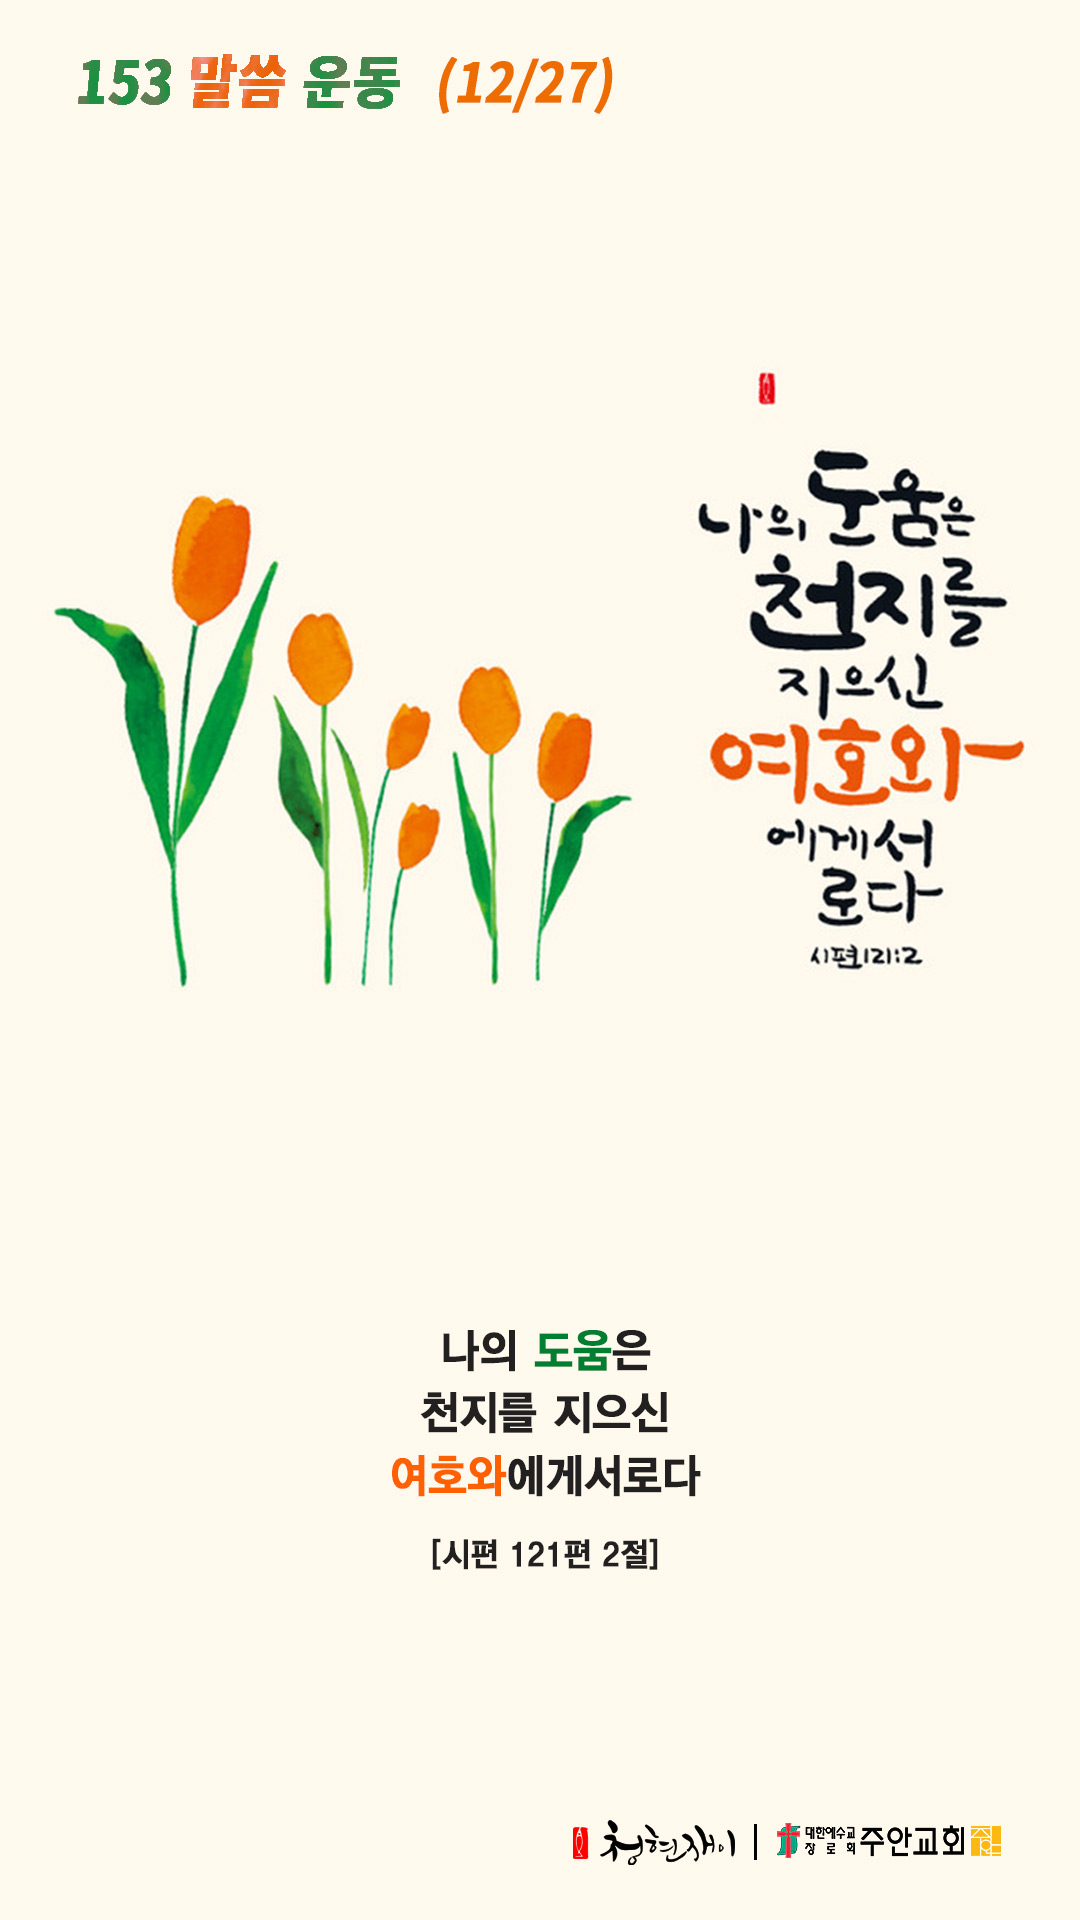 153 말씀 운동 (12/27)
나의 도움은
천지를
지으신
여호와
에게서
로다
시편121:2
나의 도움은
천지를 지으신
여호와에게서로다
[시편 121편 2절]
청현재이 | 대한예수교 장로회 주안교회